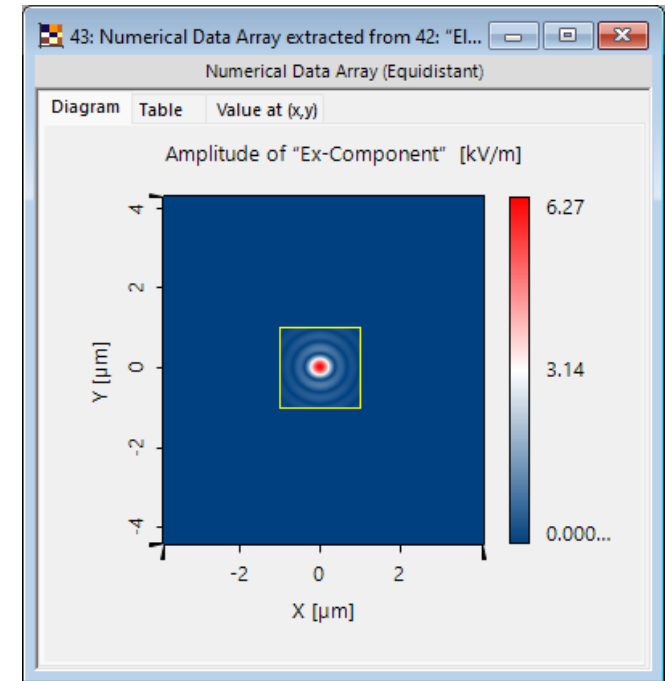 43: Numerical Data Array extracted from 42: “El...
Numerical Data Array (Equidistant)
Diagram Table Value at (x,y)
Amplitude of “Ex-Component” [kV/m]
6.27
3.14
0.000...
4
2
0
-2
-4
Y [µm]
-2 0 2
X [µm]